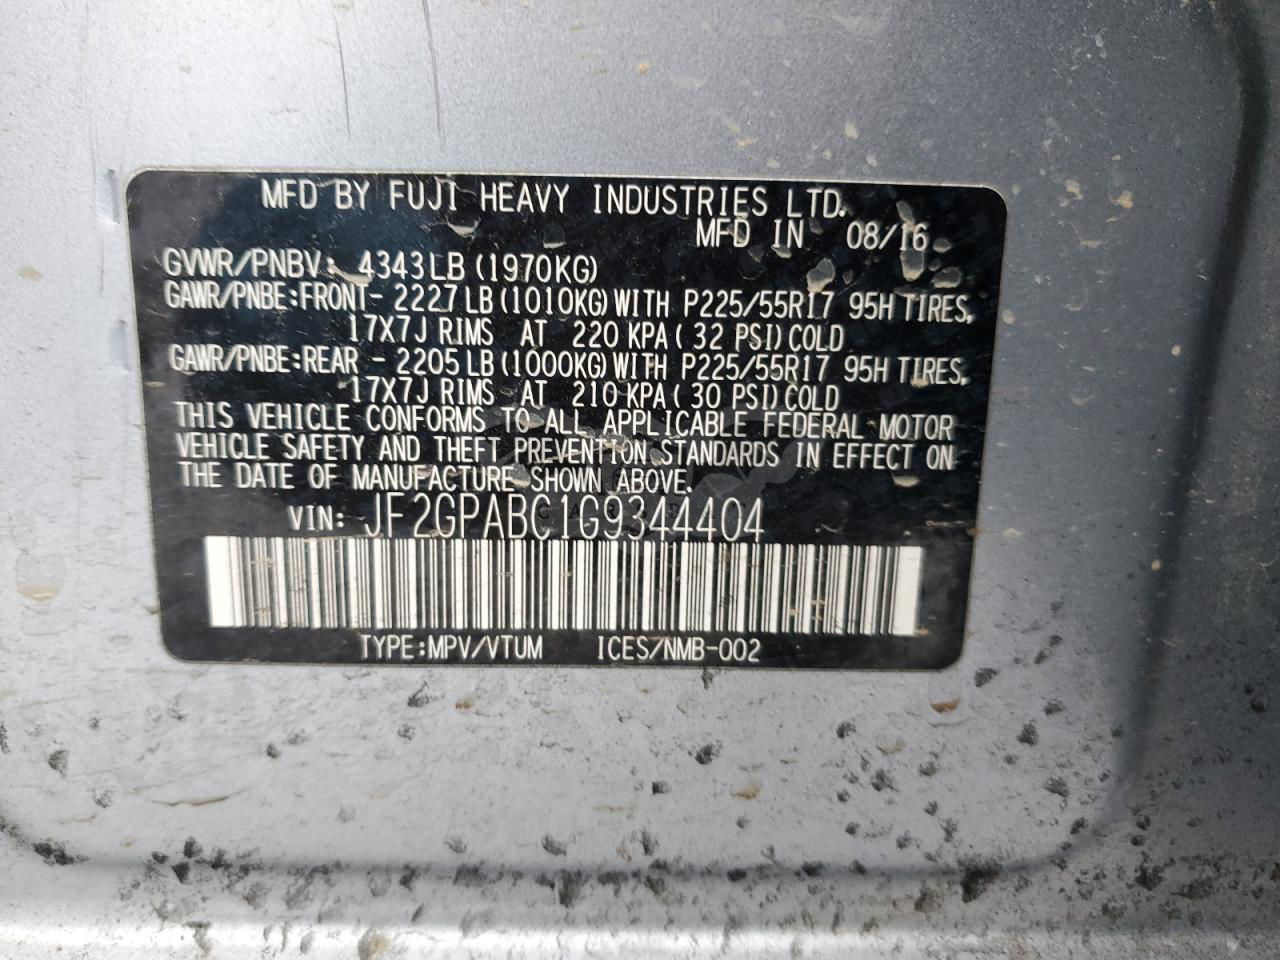 MFD BY FUJI HEAVY INDUSTRIES LTD.
MFD IN 08/16
GVWR/PNBV: 4343LB (1970KG)
GAWR/PNBE:FRONT- 2227LB (1010KG) WITH P225/55R17 95H TIRES,
17X7J RIMS AT 220 KPA ( 32 PSI) COLD
GAWR/PNBE:REAR - 2205LB (1000KG) WITH P225/55R17 95H TIRES,
17X7J RIMS AT 210 KPA ( 30 PSI) COLD
THIS VEHICLE CONFORMS TO ALL APPLICABLE FEDERAL MOTOR
VEHICLE SAFETY AND THEFT PREVENTION STANDARDS IN EFFECT ON
THE DATE OF MANUFACTURE SHOWN ABOVE.
VIN: JF2GPABC1G9344404
TYPE:MPV/VTUM ICES/NMB-002